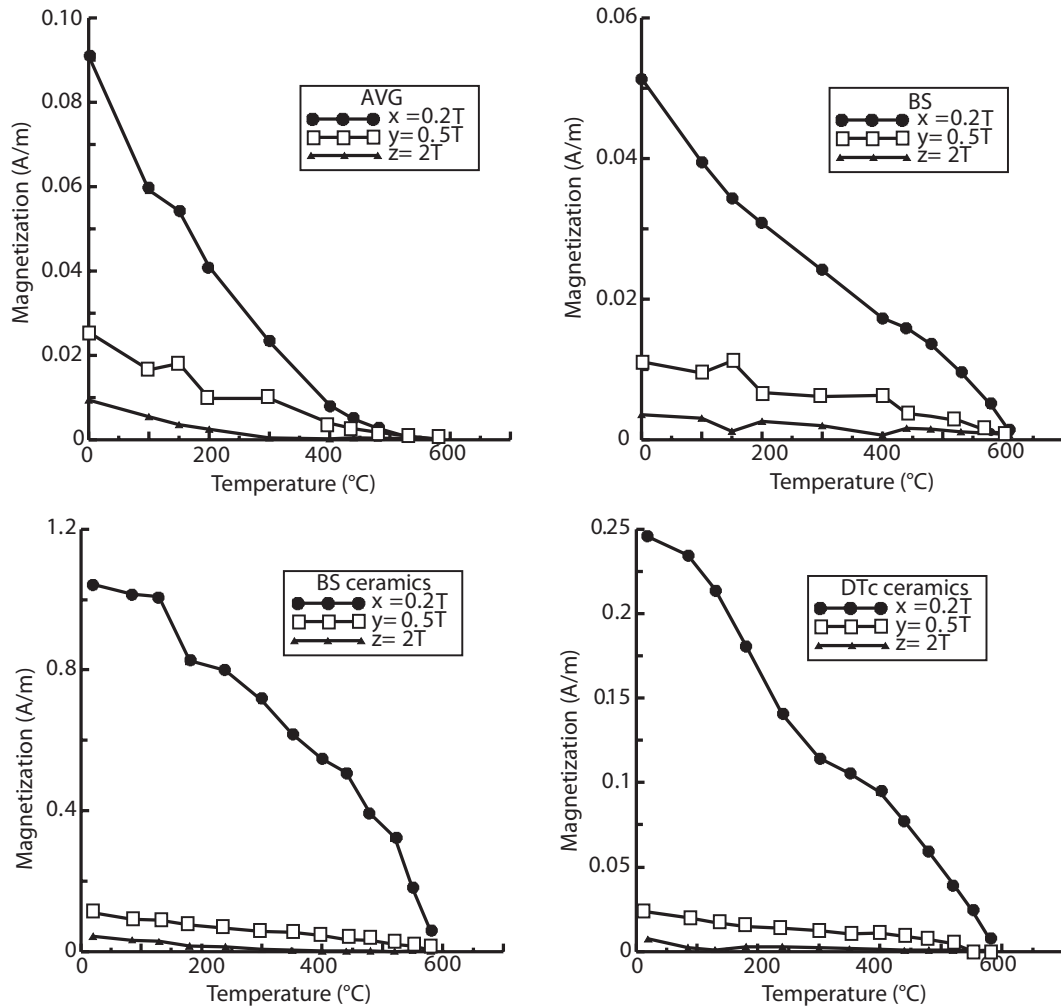 0.10
0.08
0.06
0.04
0.02
0
Magnetization (A/m)
AVG
x =0.2T
y=0.5T
z= 2T
0
200
400
600
Temperature (°C)
0.06
0.04
0.02
0
Magnetization (A/m)
BS
x =0.2T
y=0.5T
z= 2T
0
200
400
600
Temperature (°C)
1.2
0.8
0.4
0
Magnetization (A/m)
BS ceramics
x =0.2T
y=0.5T
z= 2T
0
200
400
600
Temperature (°C)
0.25
0.20
0.15
0.1
0.05
0
Magnetization (A/m)
DTc ceramics
x =0.2T
y=0.5T
z= 2T
0
200
400
600
Temperature (°C)